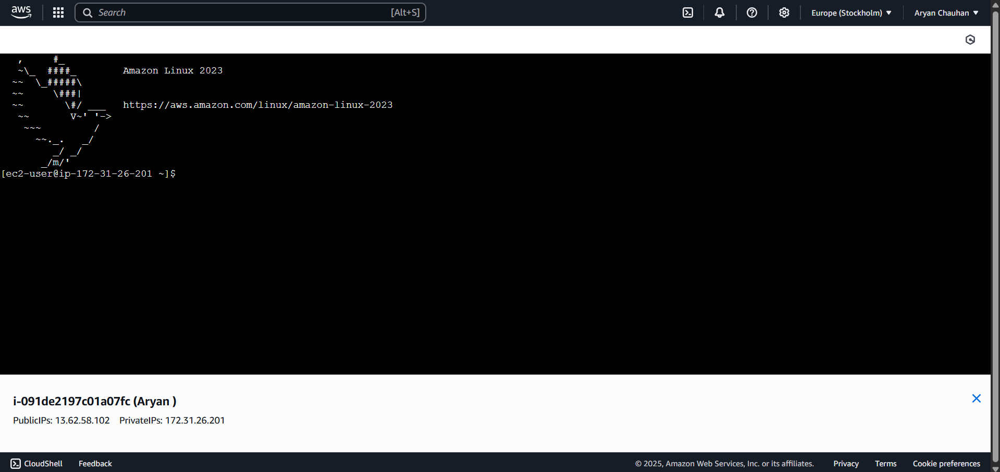 aws
Search [Alt+S]
Europe (Stockholm)
Aryan Chauhan
   ,     #_
   ~\_  ####_        Amazon Linux 2023
  ~~  \_#####\
  ~~     \###|
  ~~       \#/ ___   https://aws.amazon.com/linux/amazon-linux-2023
   ~~       V~' '->
    ~~~         /
      ~~._.   _/
         _/ _/
       _/m/'
[ec2-user@ip-172-31-26-201 ~]$
i-091de2197c01a07fc (Aryan )
PublicIPs: 13.62.58.102 PrivateIPs: 172.31.26.201
CloudShell Feedback © 2025, Amazon Web Services, Inc. or its affiliates. Privacy Terms Cookie preferences